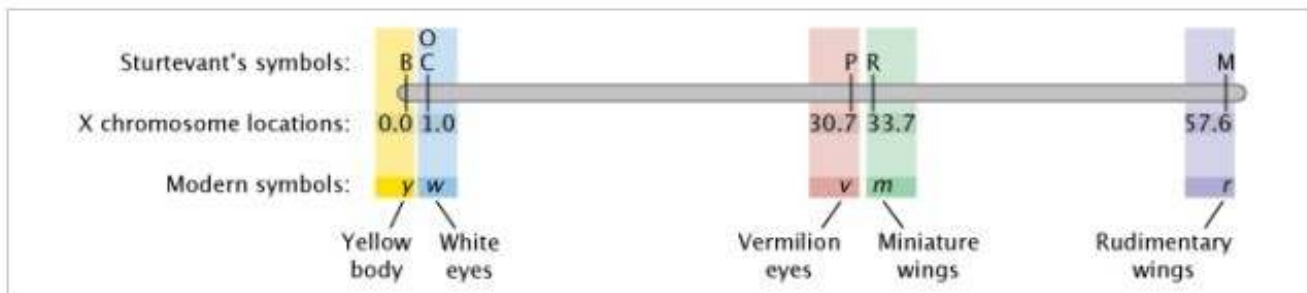 O
Sturtevant's symbols: B C P R M
X chromosome locations: 0.0 1.0 30.7 33.7 57.6
Modern symbols: y w v m r
Yellow body White eyes Vermilion eyes Miniature wings Rudimentary wings